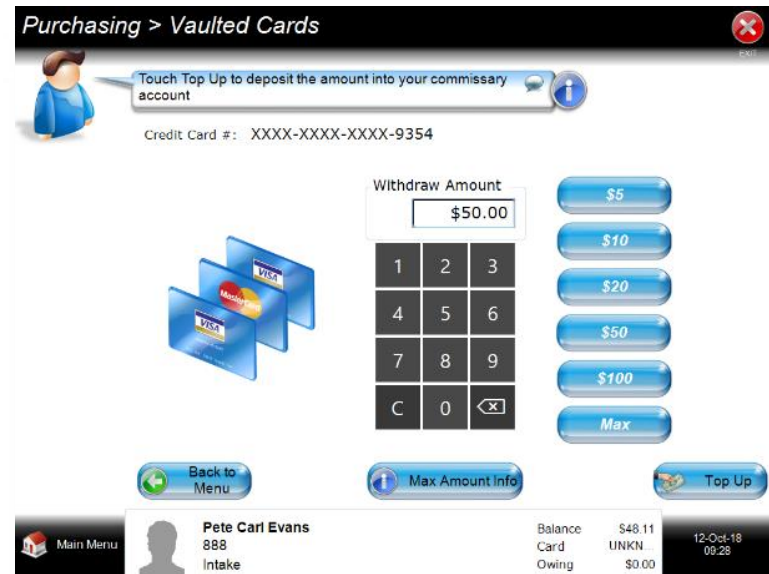 Purchasing > Vaulted Cards
EXIT
Touch Top Up to deposit the amount into your commissary
account
Credit Card #: XXXX-XXXX-XXXX-9354
Withdraw Amount
$50.00
$5
$10
$20
$50
$100
Max
1 2 3
4 5 6
7 8 9
C 0
VISA
MasterCard
VISA
Back to
Menu
Max Amount Info
Top Up
Main Menu
Pete Carl Evans
888
Intake
Balance $48.11
Card UNKN...
Owing $0.00
12-Oct-18
09:28